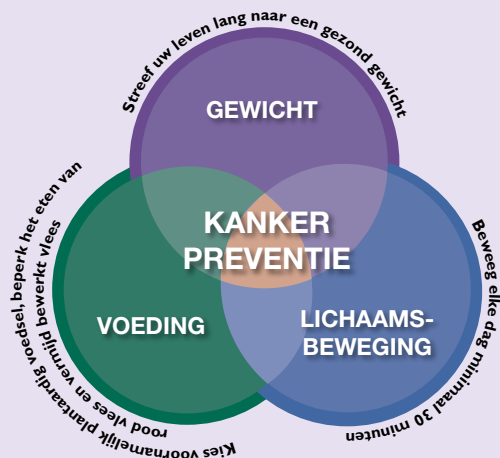 Streef uw leven lang naar een gezond gewicht
GEWICHT
KANKER
PREVENTIE
VOEDING
LICHAAMS-
BEWEGING
Kies voornamelijk plantaardig voedsel, beperk het eten van
rood vlees en vermijd bewerkt vlees
Beweeg elke dag minimaal 30 minuten